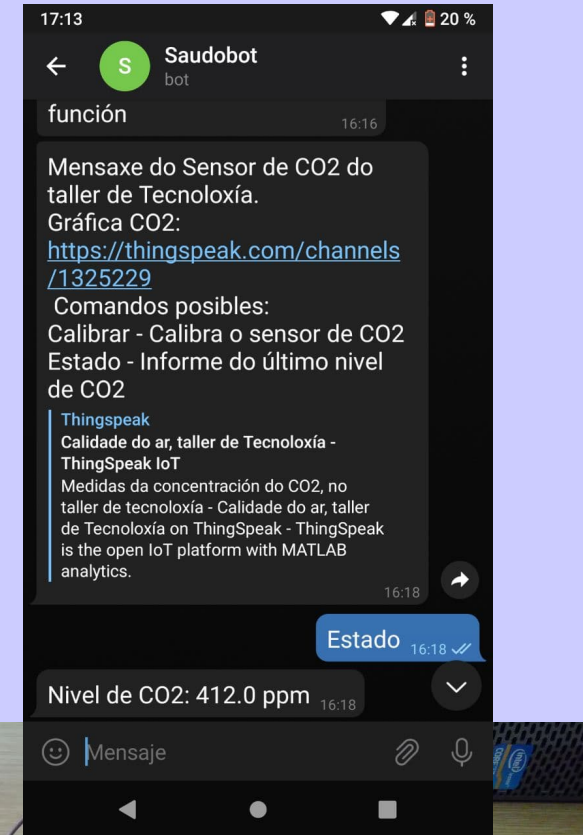 17:13
20 %
S
Saudobot
bot
función
16:16
Mensaxe do Sensor de CO2 do
taller de Tecnoloxía.
Gráfica CO2:
https://thingspeak.com/channels
/1325229
Comandos posibles:
Calibrar - Calibra o sensor de CO2
Estado - Informe do último nivel
de CO2
Thingspeak
Calidade do ar, taller de Tecnoloxía -
ThingSpeak IoT
Medidas da concentración do CO2, no
taller de tecnoloxía - Calidade do ar, taller
de Tecnoloxía on ThingSpeak - ThingSpeak
is the open IoT platform with MATLAB
analytics.
16:18
Estado 16:18
Nivel de CO2: 412.0 ppm 16:18
Mensaje